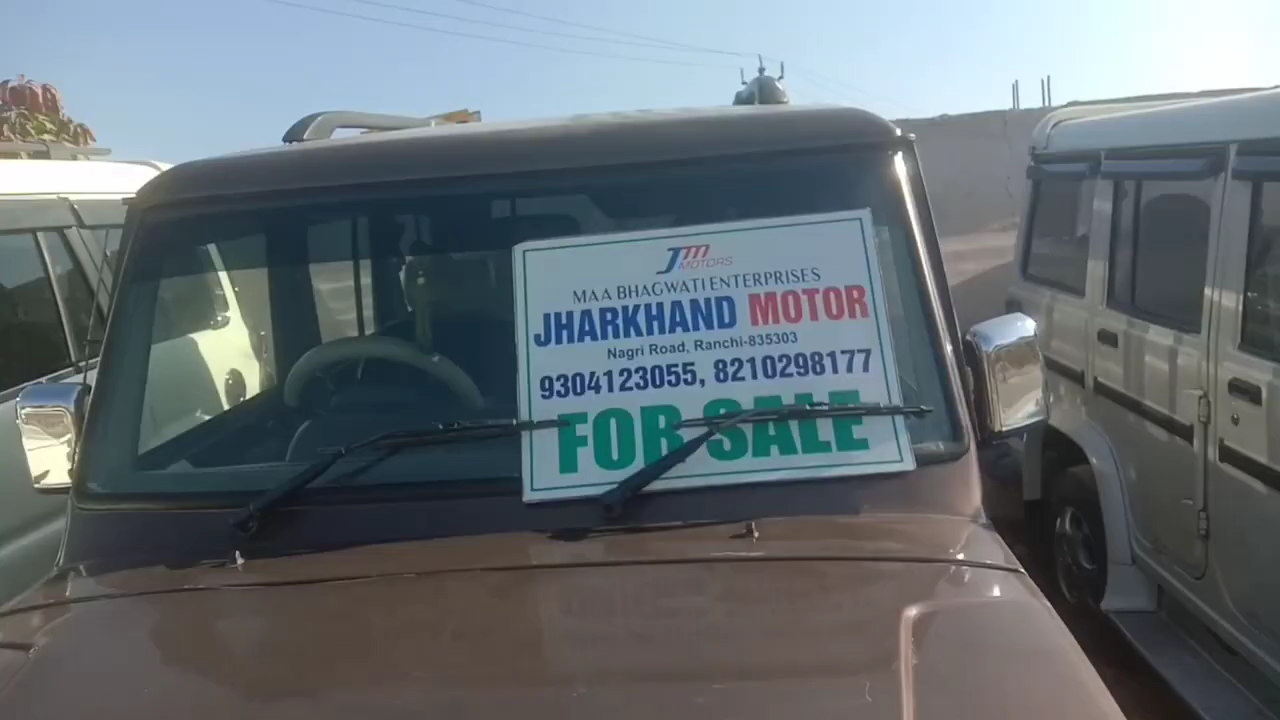 JM
MOTORS
MAA BHAGWATI ENTERPRISES
JHARKHAND MOTOR
Nagri Road, Ranchi-835303
9304123055, 8210298177
FOR SALE